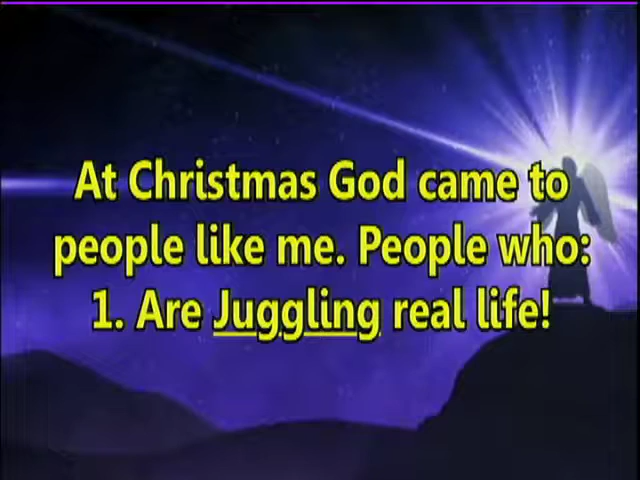 At Christmas God came to
people like me. People who:
1. Are Juggling real life!